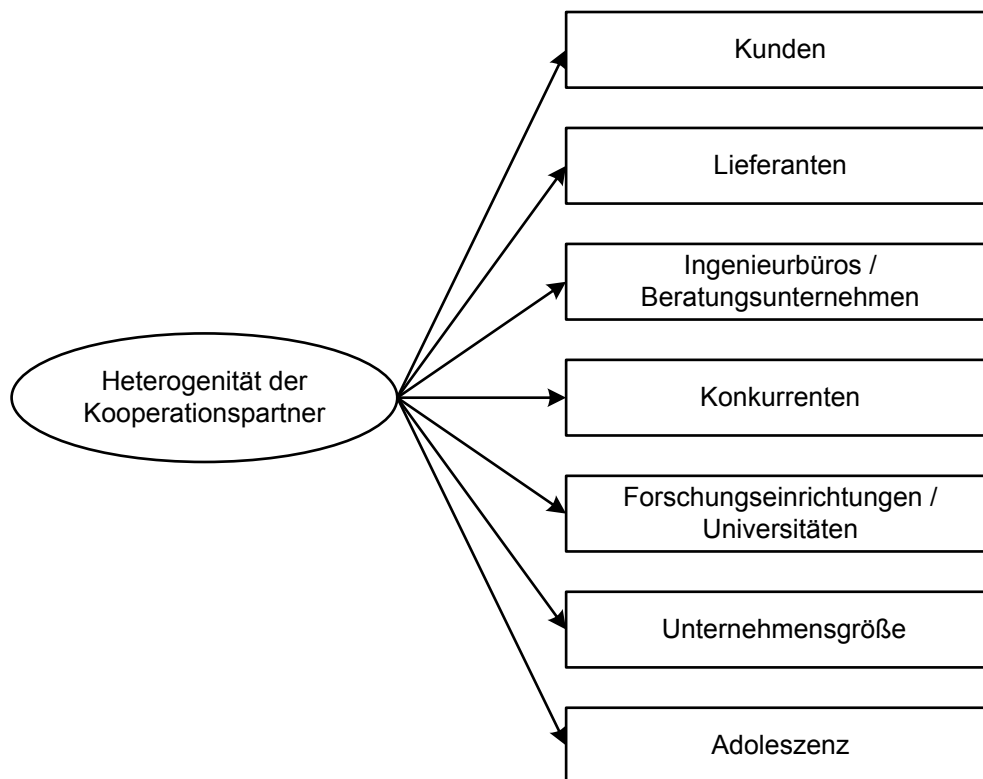 Kunden
Lieferanten
Ingenieurbüros /
Beratungsunternehmen
Heterogenität der
Kooperationspartner
Konkurrenten
Forschungseinrichtungen /
Universitäten
Unternehmensgröße
Adoleszenz